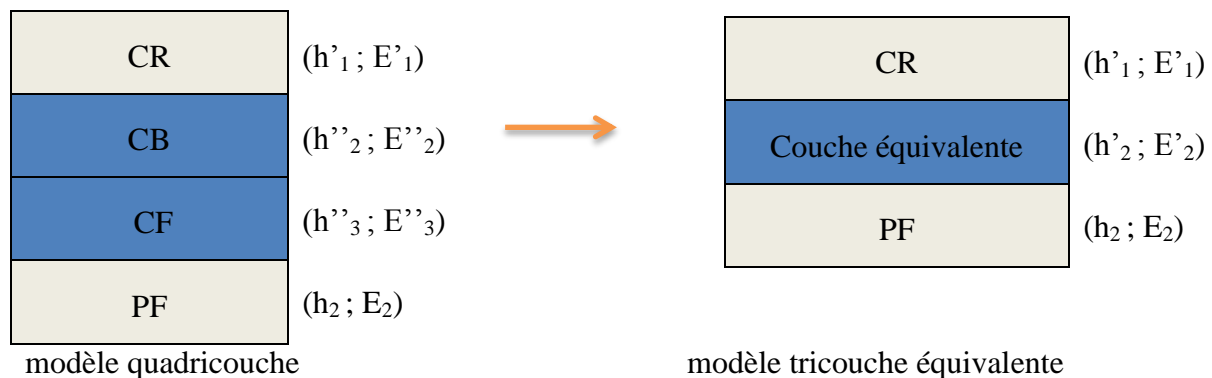 CR (h’₁ ; E’₁)
CB (h’’₂ ; E’’₂)
CF (h’’₃ ; E’’₃)
PF (h₂ ; E₂)
modèle quadricouche
CR (h’₁ ; E’₁)
Couche équivalente (h’₂ ; E’₂)
PF (h₂ ; E₂)
modèle tricouche équivalente